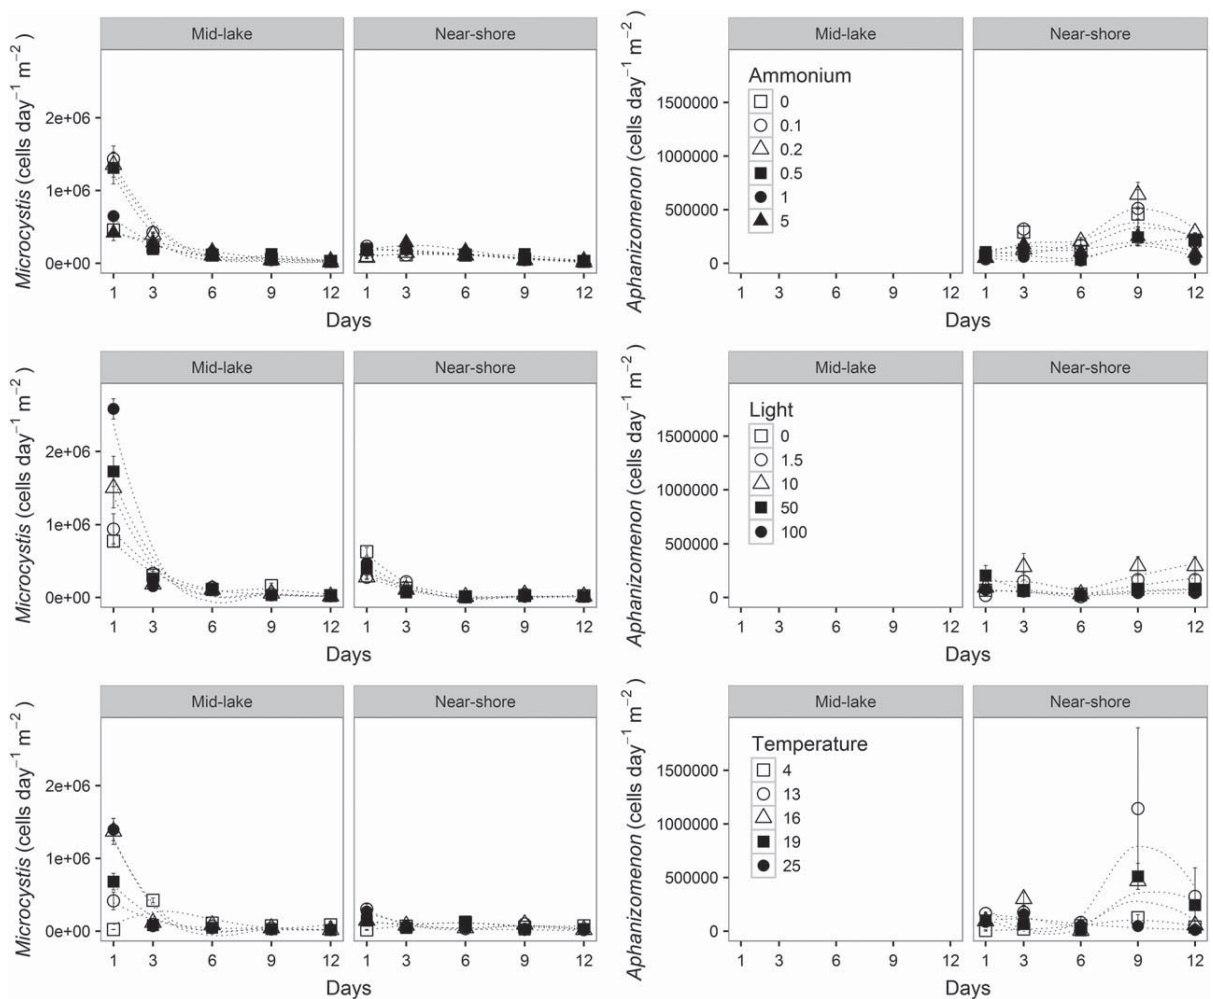 Mid-lake Near-shore Mid-lake Near-shore
Microcystis (cells day⁻¹ m⁻²)
2e+06
1e+06
0e+00
1 3 6 9 12 1 3 6 9 12
Days
Aphanizomenon (cells day⁻¹ m⁻²)
1500000
1000000
500000
0
Ammonium
0
0.1
0.2
0.5
1
5
1 3 6 9 12 1 3 6 9 12
Days
Mid-lake Near-shore Mid-lake Near-shore
Microcystis (cells day⁻¹ m⁻²)
2e+06
1e+06
0e+00
1 3 6 9 12 1 3 6 9 12
Days
Aphanizomenon (cells day⁻¹ m⁻²)
1500000
1000000
500000
0
Light
0
1.5
10
50
100
1 3 6 9 12 1 3 6 9 12
Days
Mid-lake Near-shore Mid-lake Near-shore
Microcystis (cells day⁻¹ m⁻²)
2e+06
1e+06
0e+00
1 3 6 9 12 1 3 6 9 12
Days
Aphanizomenon (cells day⁻¹ m⁻²)
1500000
1000000
500000
0
Temperature
4
13
16
19
25
1 3 6 9 12 1 3 6 9 12
Days